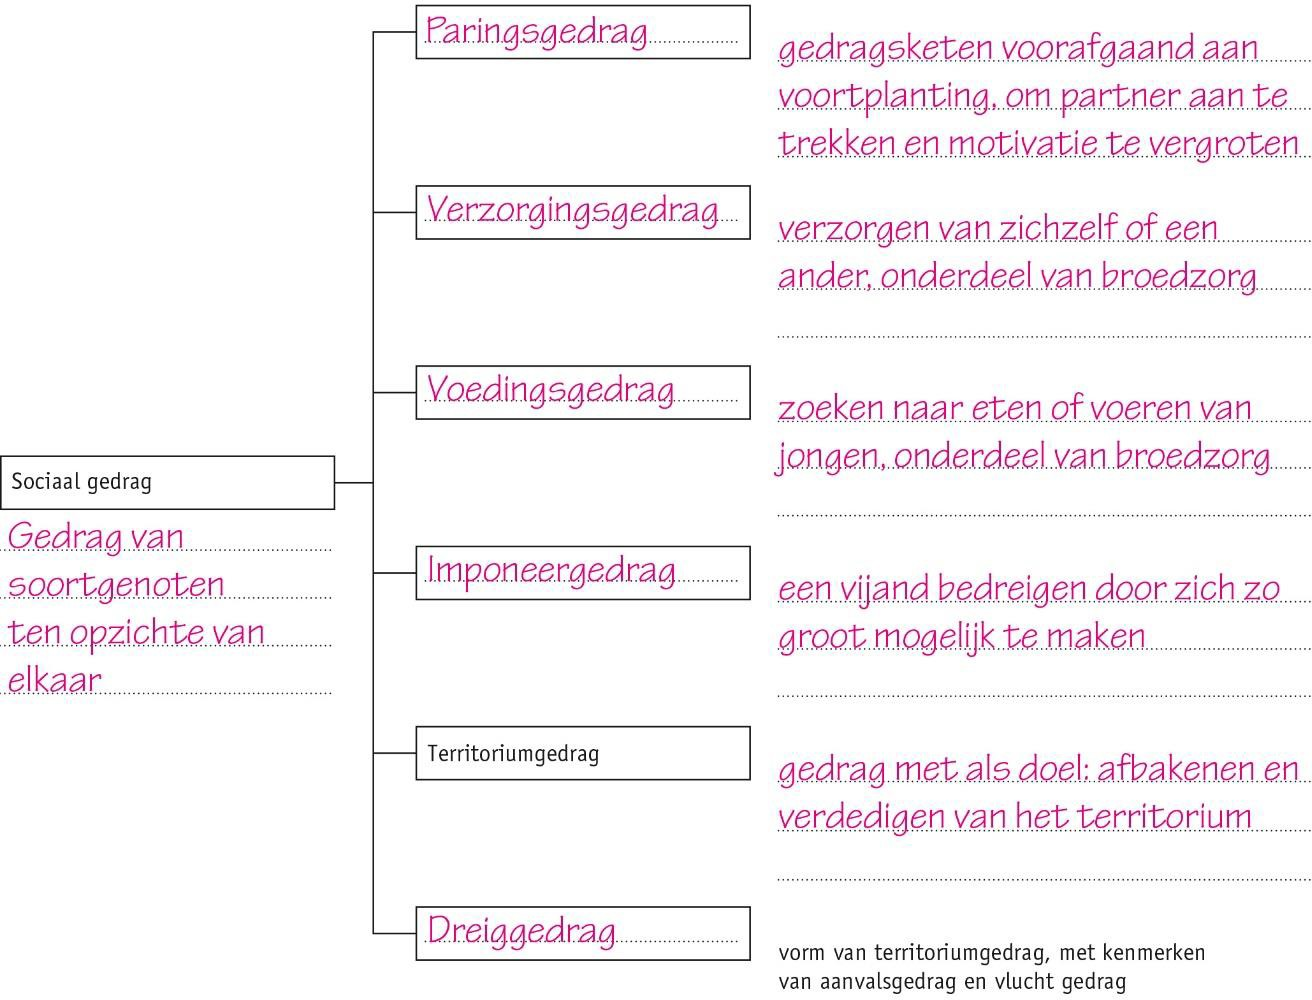 Paringsgedrag
gedragsketen voorafgaand aan
voortplanting, om partner aan te
trekken en motivatie te vergroten
Verzorgingsgedrag
verzorgen van zichzelf of een
ander, onderdeel van broedzorg
Voedingsgedrag
zoeken naar eten of voeren van
jongen, onderdeel van broedzorg
Sociaal gedrag
Gedrag van
soortgenoten
ten opzichte van
elkaar
Imponeergedrag
een vijand bedreigen door zich zo
groot mogelijk te maken
Territoriumgedrag
gedrag met als doel: afbakenen en
verdedigen van het territorium
Dreiggedrag
vorm van territoriumgedrag, met kenmerken
van aanvalsgedrag en vlucht gedrag